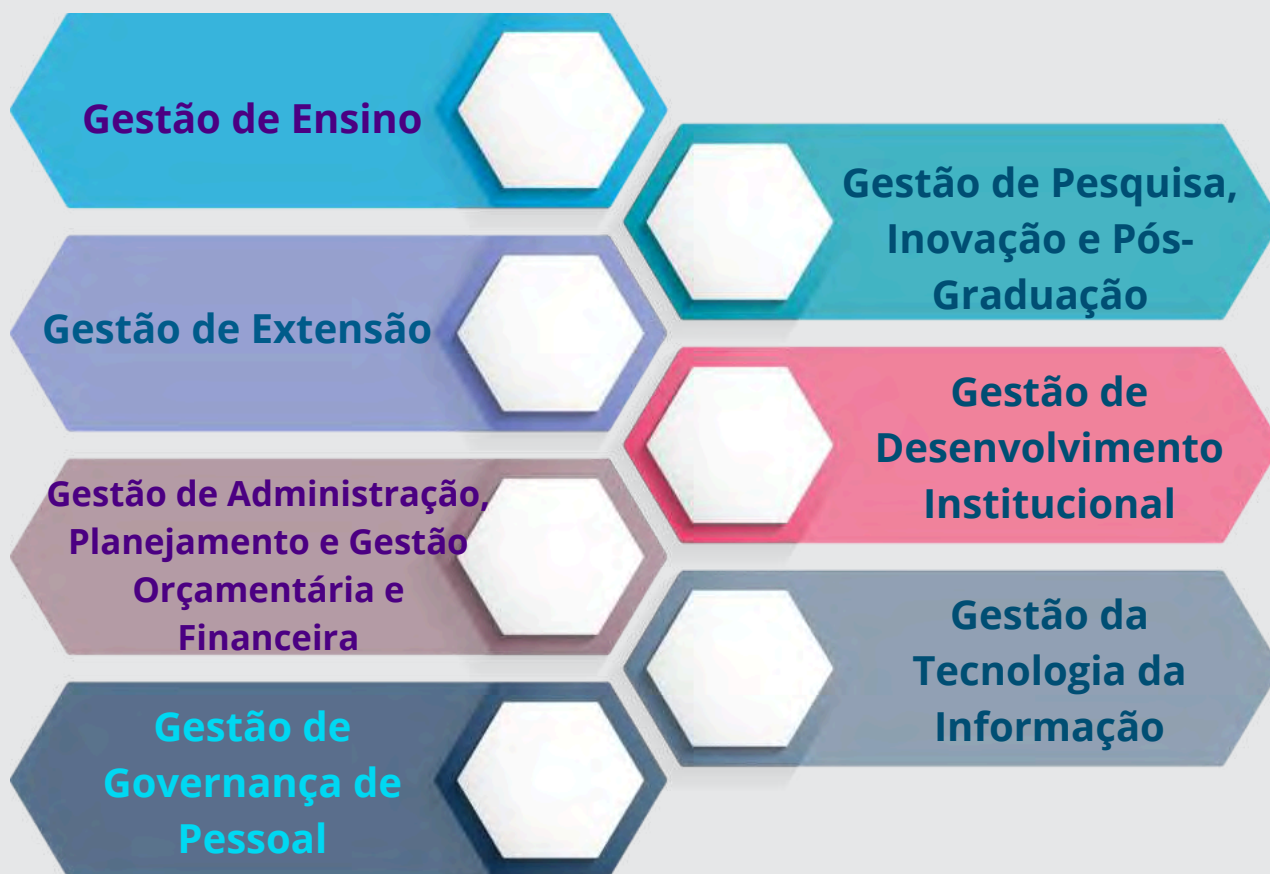 Gestão de Ensino
Gestão de Pesquisa,
Inovação e Pós-
Graduação
Gestão de Extensão
Gestão de
Desenvolvimento
Institucional
Gestão de Administração,
Planejamento e Gestão
Orçamentária e
Financeira
Gestão da
Tecnologia da
Informação
Gestão de
Governança de
Pessoal